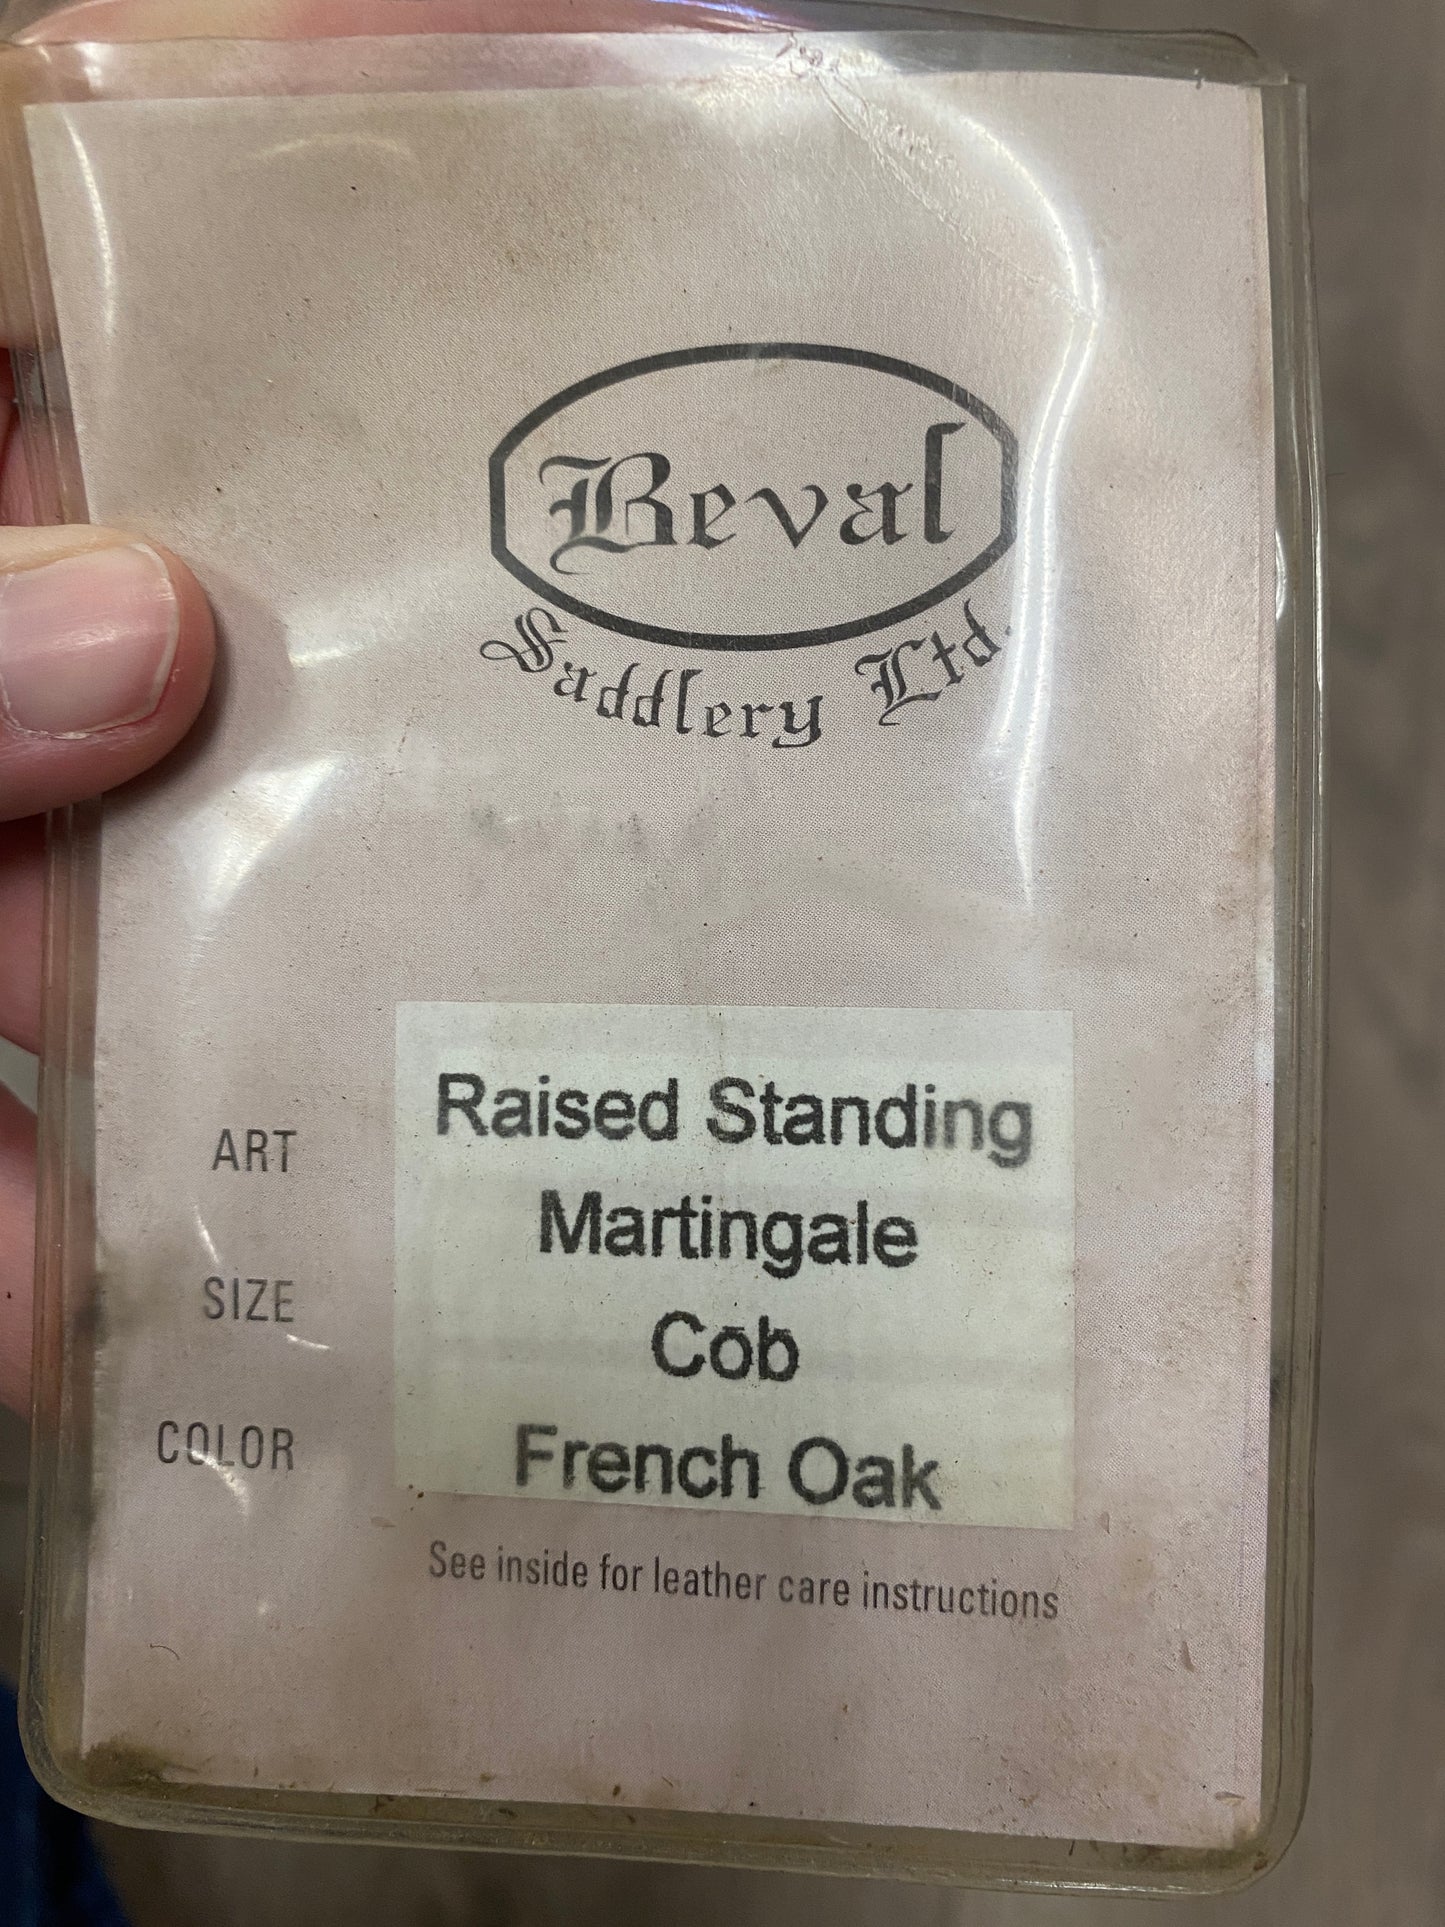 Beval
Saddlery Ltd.
ART
Raised Standing
Martingale
SIZE
Cob
COLOR
French Oak
See inside for leather care instructions